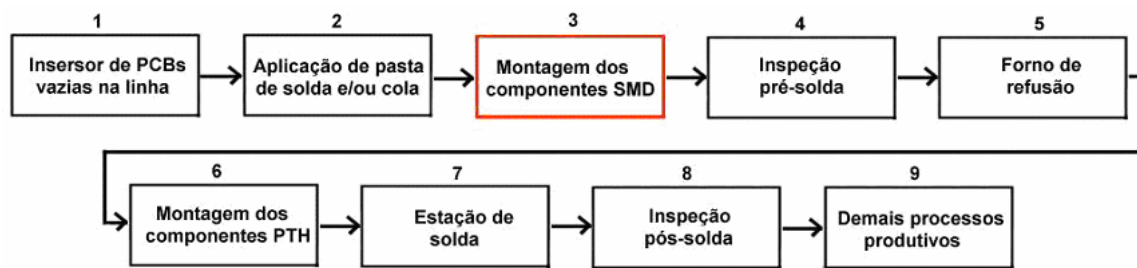 1
2
3
4
5
Insersor de PCBs
vazias na linha
Aplicação de pasta
de solda e/ou cola
Montagem dos
componentes SMD
Inspeção
pré-solda
Forno de
refusão
6
7
8
9
Montagem dos
componentes PTH
Estação de
solda
Inspeção
pós-solda
Demais processos
produtivos